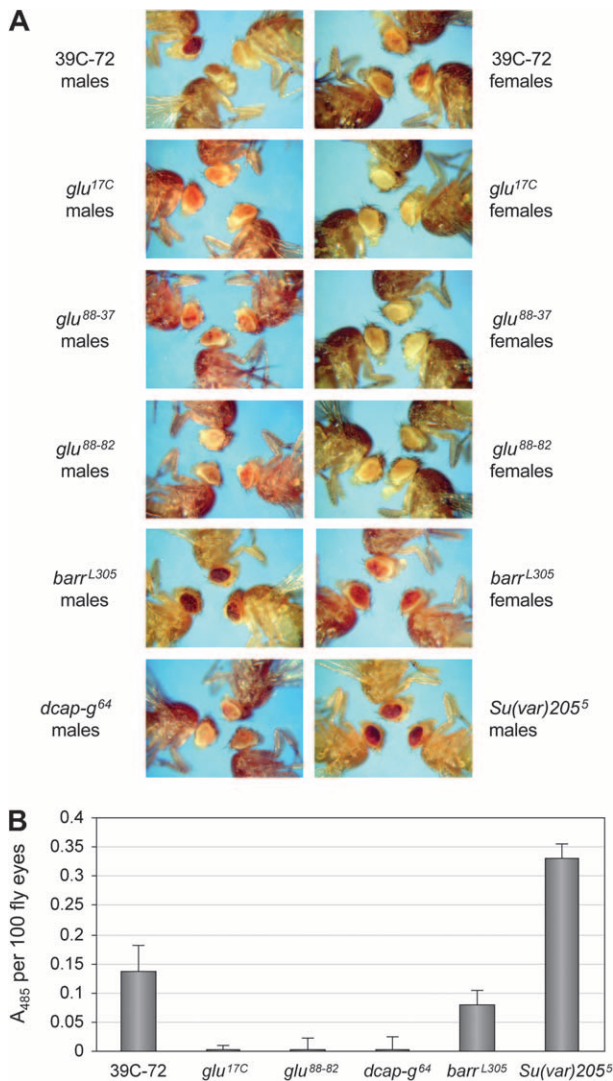 A
39C-72
males
39C-72
females
glu17C
males
glu17C
females
glu88-37
males
glu88-37
females
glu88-82
males
glu88-82
females
barrL305
males
barrL305
females
dcap-g64
males
Su(var)2055
males
B
A485 per 100 fly eyes
0.4
0.35
0.3
0.25
0.2
0.15
0.1
0.05
0
39C-72 glu17C glu88-82 dcap-g64 barrL305 Su(var)2055